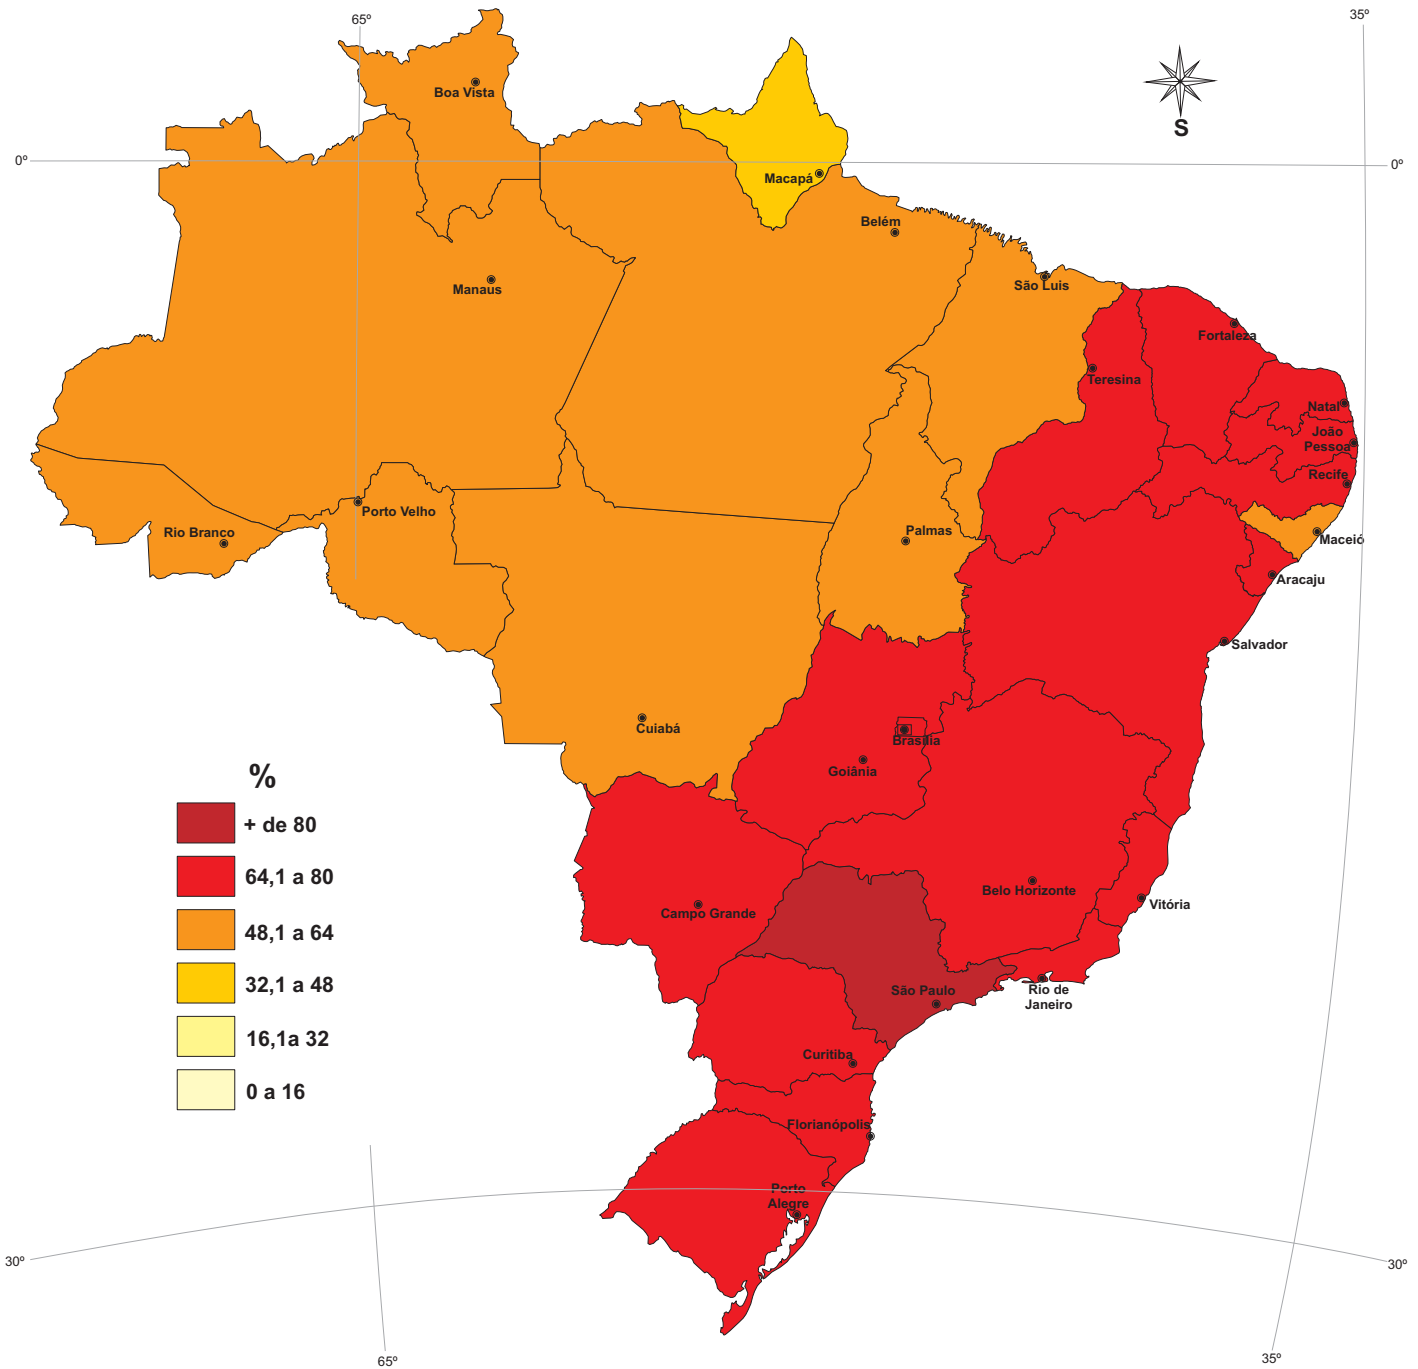 65º
35º
Boa Vista
S
0º
0º
Macapá
Belém
Manaus
São Luis
Fortaleza
Teresina
Natal
João
Pessoa
Recife
Porto Velho
Rio Branco
Palmas
Maceió
Aracaju
Salvador
Cuiabá
Brasília
Goiânia
%
+ de 80
64,1 a 80
48,1 a 64
32,1 a 48
16,1a 32
0 a 16
Belo Horizonte
Vitória
Campo Grande
São Paulo
Rio de
Janeiro
Curitiba
Florianópolis
Porto
Alegre
30º
30º
65º
35º